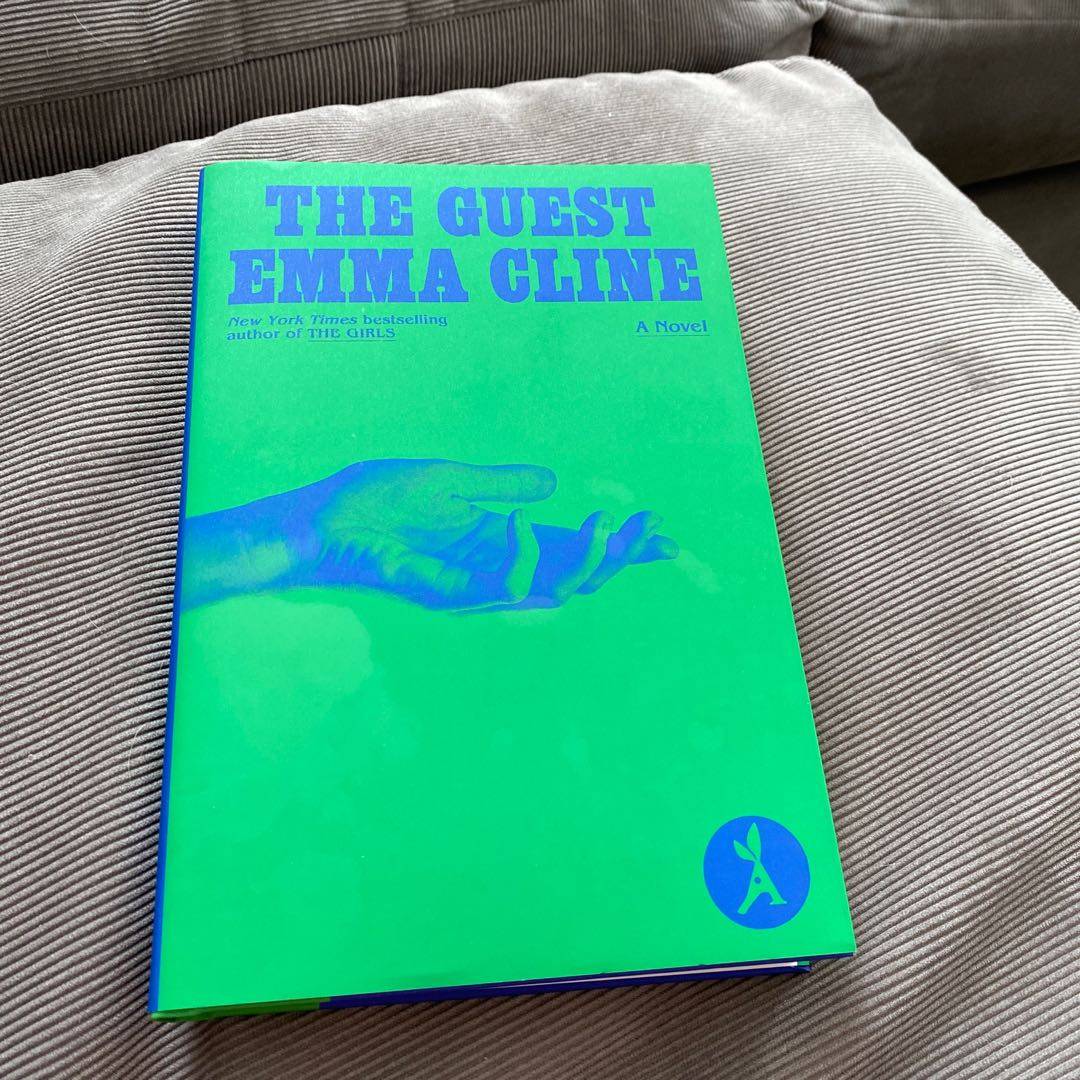 THE GUEST
EMMA CLINE
New York Times bestselling
author of THE GIRLS
A Novel
A